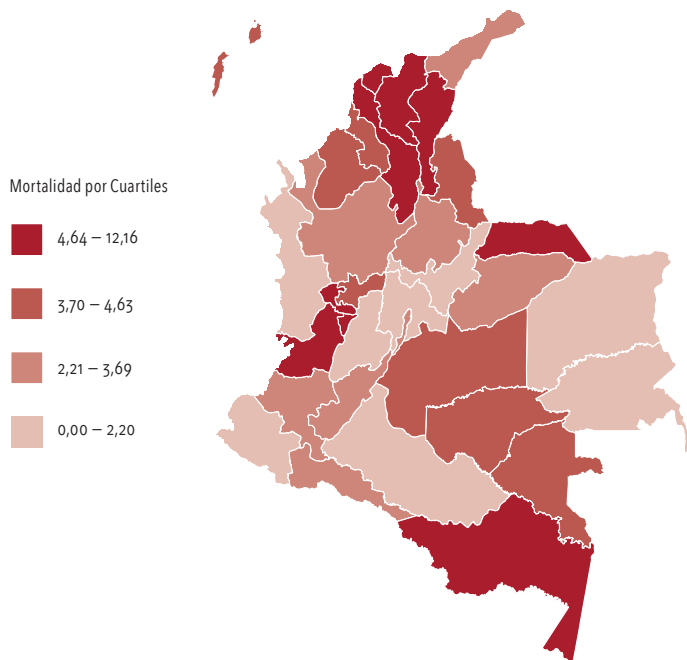 Mortalidad por Cuartiles
4,64 – 12,16
3,70 – 4,63
2,21 – 3,69
0,00 – 2,20